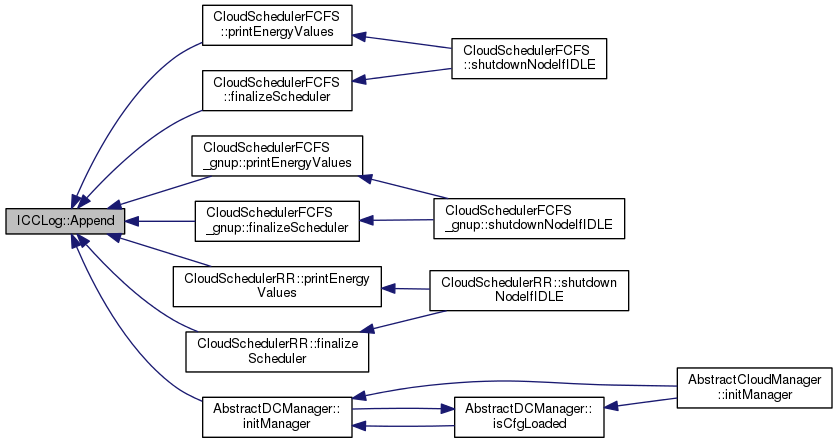 CloudSchedulerFCFS
::printEnergyValues
CloudSchedulerFCFS
::shutdownNodeIfIDLE
CloudSchedulerFCFS
::finalizeScheduler
CloudSchedulerFCFS
_gnup::printEnergyValues
ICCLog::Append
CloudSchedulerFCFS
_gnup::finalizeScheduler
CloudSchedulerFCFS
_gnup::shutdownNodeIfIDLE
CloudSchedulerRR::printEnergy
Values
CloudSchedulerRR::shutdown
NodeIfIDLE
CloudSchedulerRR::finalize
Scheduler
AbstractDCManager::
initManager
AbstractDCManager::
isCfgLoaded
AbstractCloudManager
::initManager